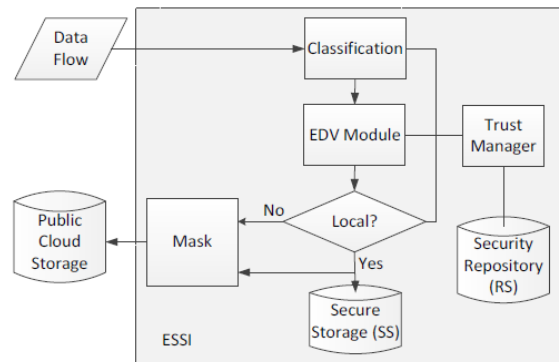 Data
Flow
Classification
EDV Module
Trust
Manager
Public
Cloud
Storage
Mask
No
Local?
Yes
Security
Repository
(RS)
Secure
Storage (SS)
ESSI